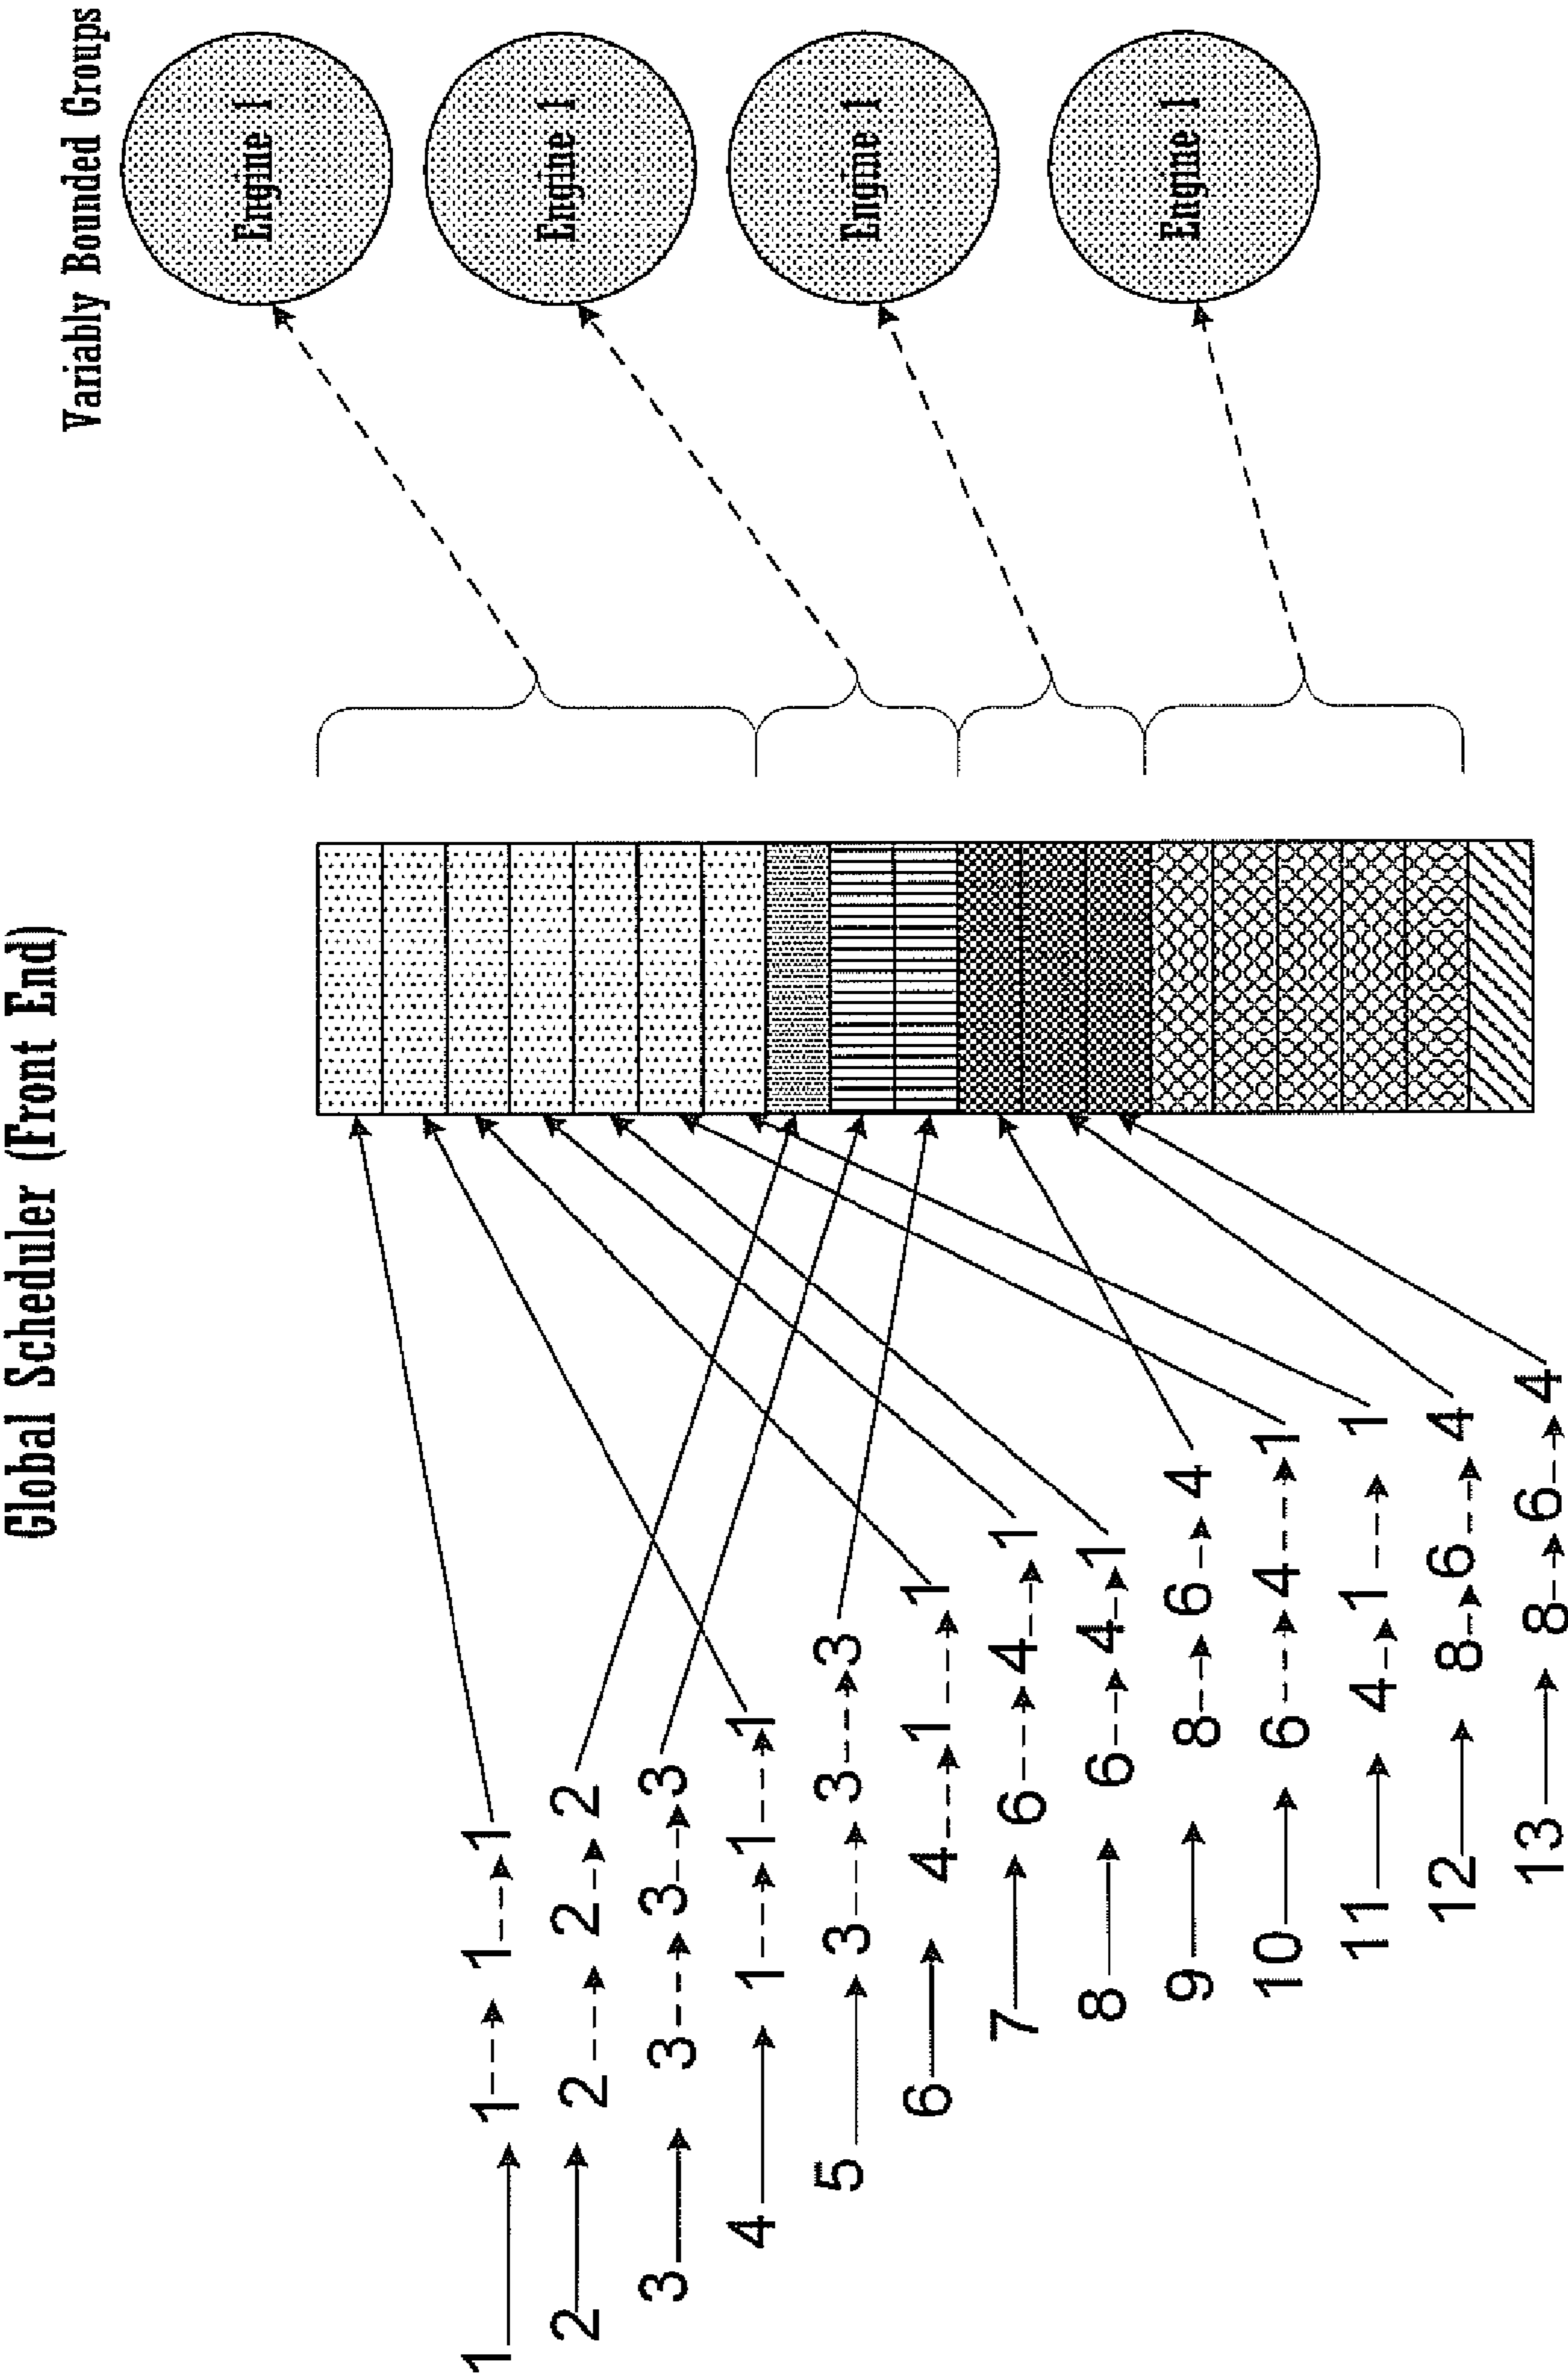 Global Scheduler (Front End)
Variably Bounded Groups
Engine 1
Engine 1
Engine 1
Engine 1
1 1 1 1
2 2 2 2
3 3 3 3
4 1 1 1
5 3 3 3
6 4 1 1
7 6 4 1
8 6 4 1
9 8 6 4
10 6 4 1
11 4 1 1
12 8 6 4
13 8 6 4